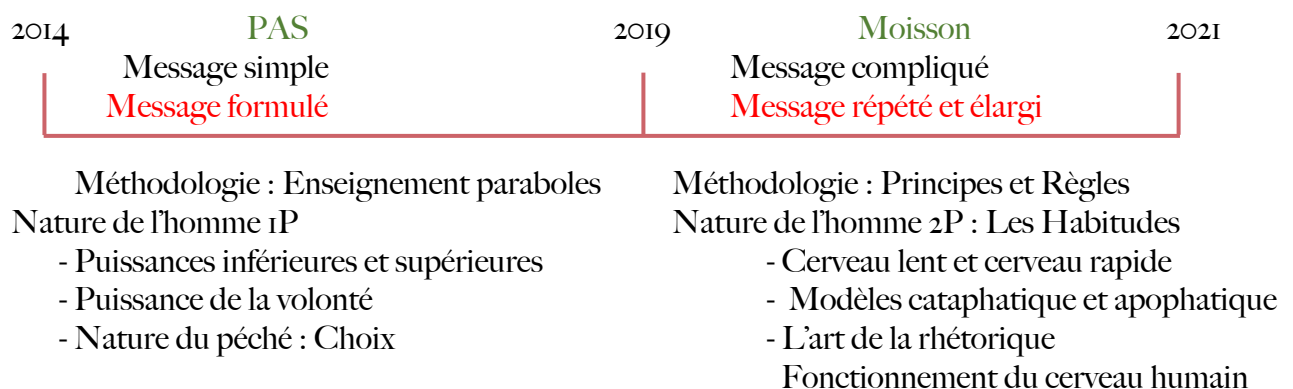 2014 PAS 2019 Moisson 2021
Message simple Message compliqué
Message formulé Message répété et élargi
Méthodologie : Enseignement paraboles Méthodologie : Principes et Règles
Nature de l'homme 1P Nature de l'homme 2P : Les Habitudes
- Puissances inférieures et supérieures - Cerveau lent et cerveau rapide
- Puissance de la volonté - Modèles cataphatique et apophatique
- Nature du péché : Choix - L'art de la rhétorique
Fonctionnement du cerveau humain